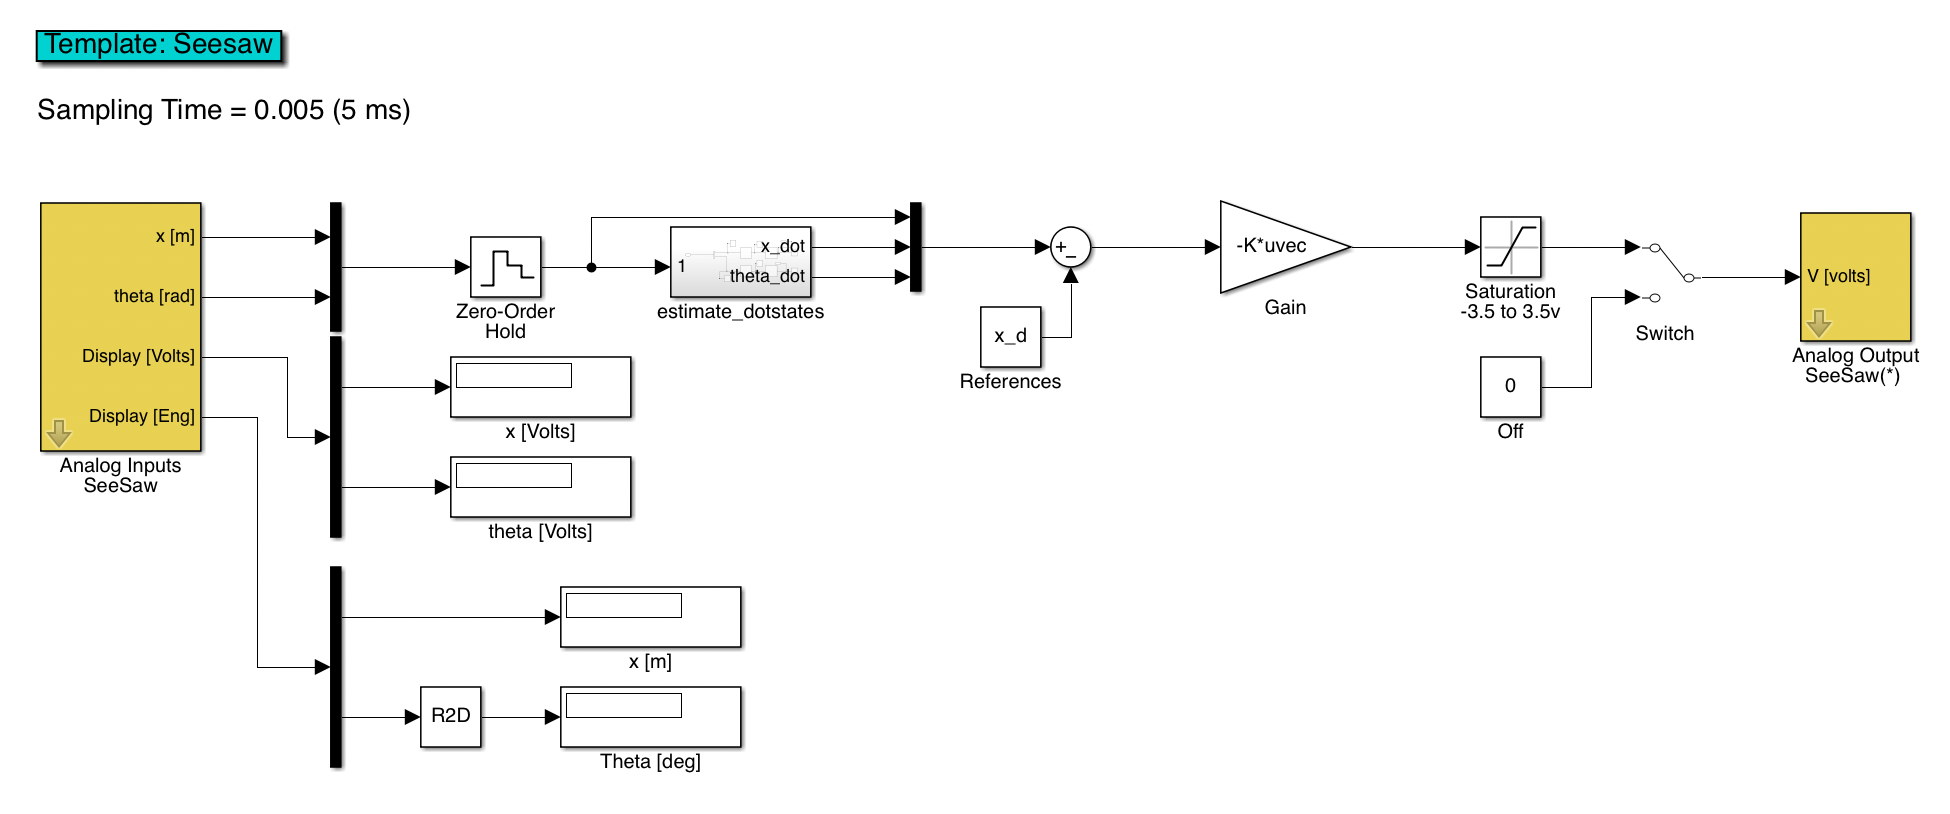 Template: Seesaw
Sampling Time = 0.005 (5 ms)
x [m]
theta [rad]
Display [Volts]
Display [Eng]
Analog Inputs
SeeSaw
Zero-Order
Hold
1
x_dot
theta_dot
estimate_dotstates
+
−
x_d
References
-K*uvec
Gain
Saturation
-3.5 to 3.5v
0
Off
Switch
V [volts]
Analog Output
SeeSaw(*)
x [Volts]
theta [Volts]
x [m]
R2D
Theta [deg]